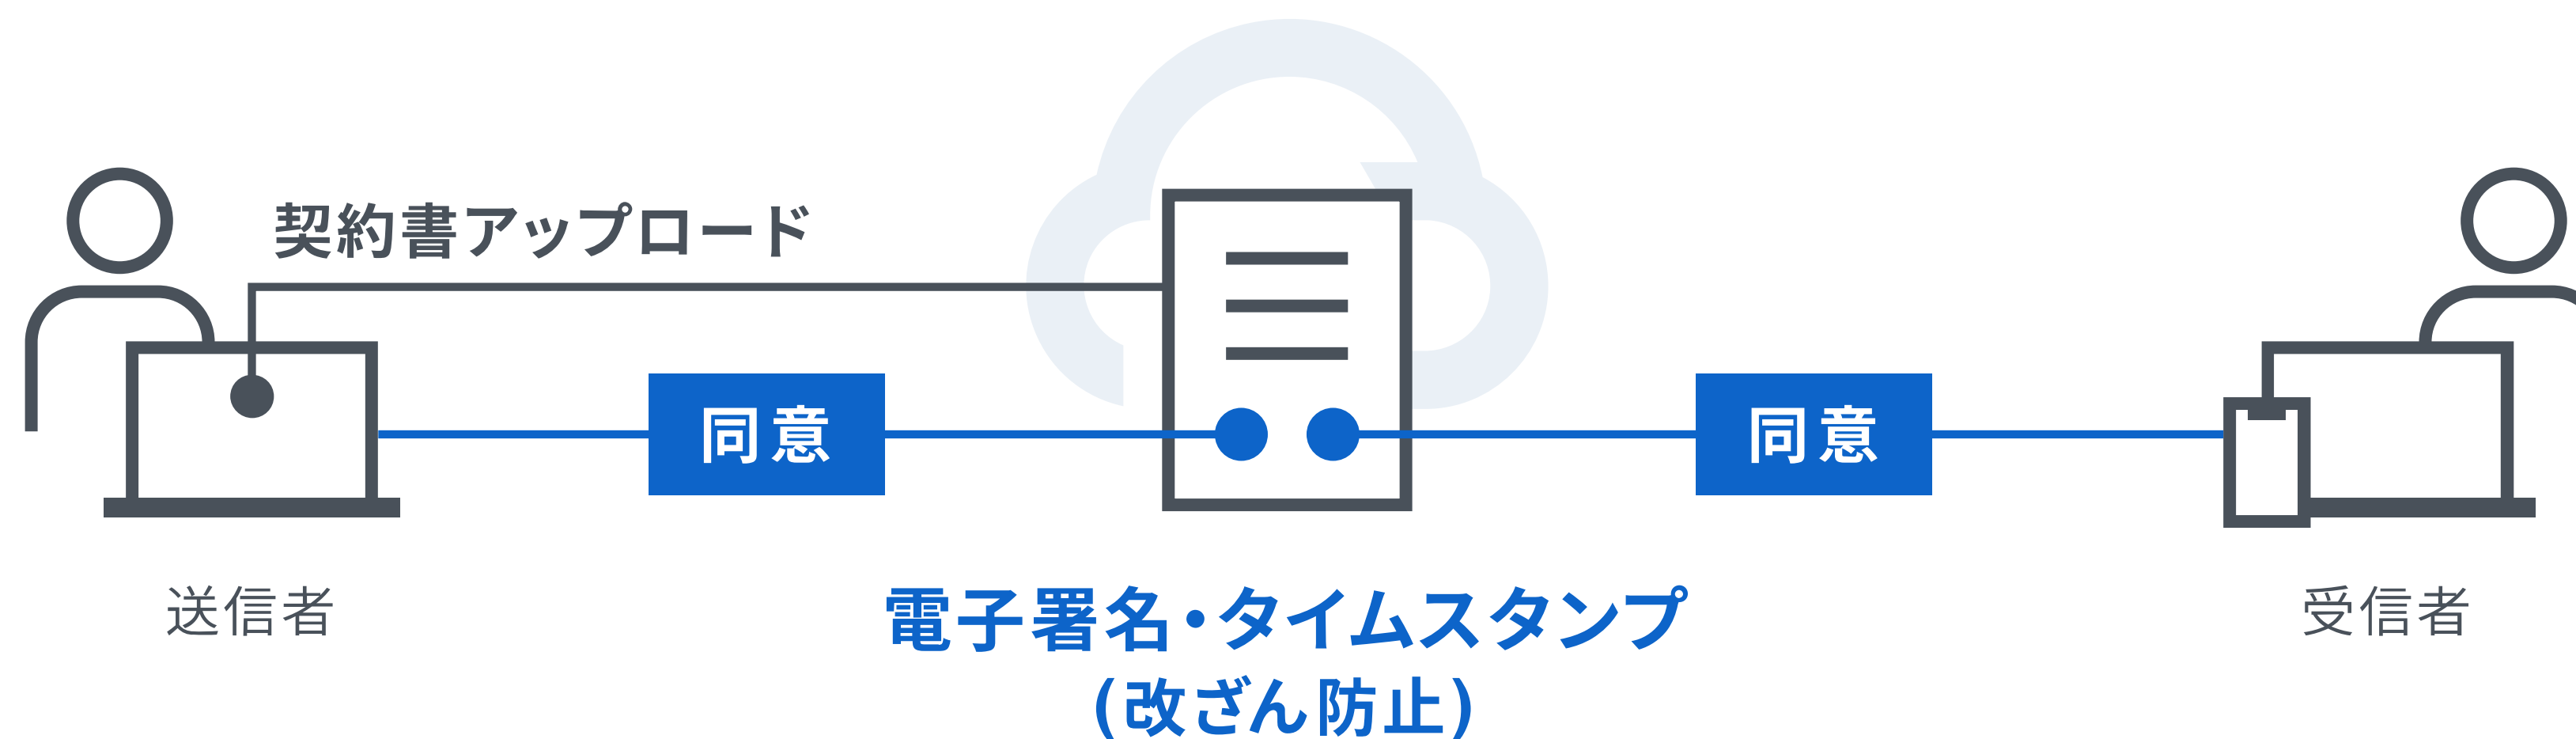 契約書アップロード
同意
同意
送信者
電子署名・タイムスタンプ
(改ざん防止)
受信者